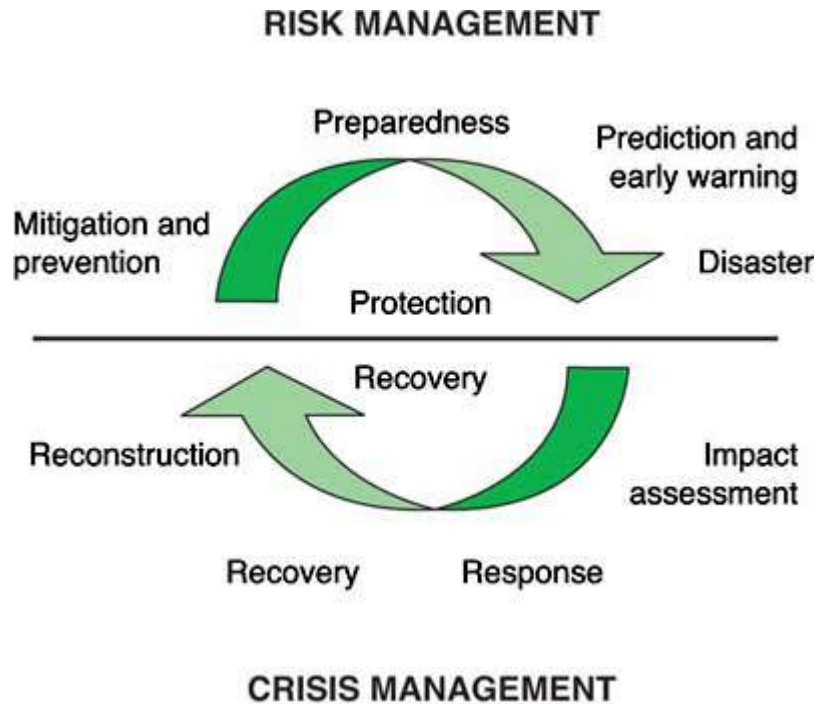 RISK MANAGEMENT
Preparedness
Prediction and
early warning
Mitigation and
prevention
Disaster
Protection
Recovery
Reconstruction
Impact
assessment
Recovery
Response
CRISIS MANAGEMENT